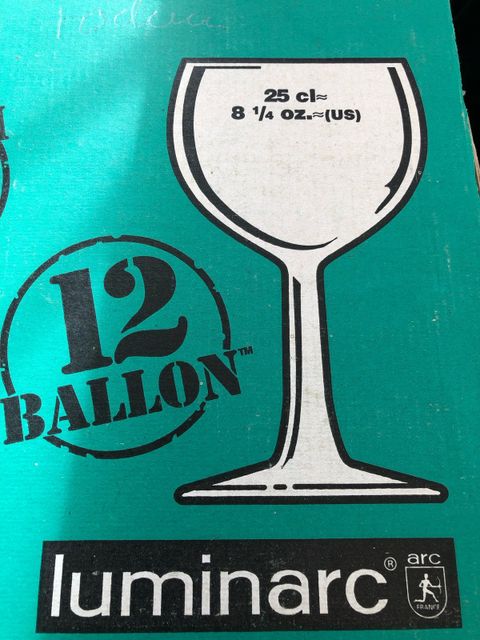 25 cl≈
8 1/4 oz.≈(US)
12
BALLON™
luminarc®
arc
FRANCE